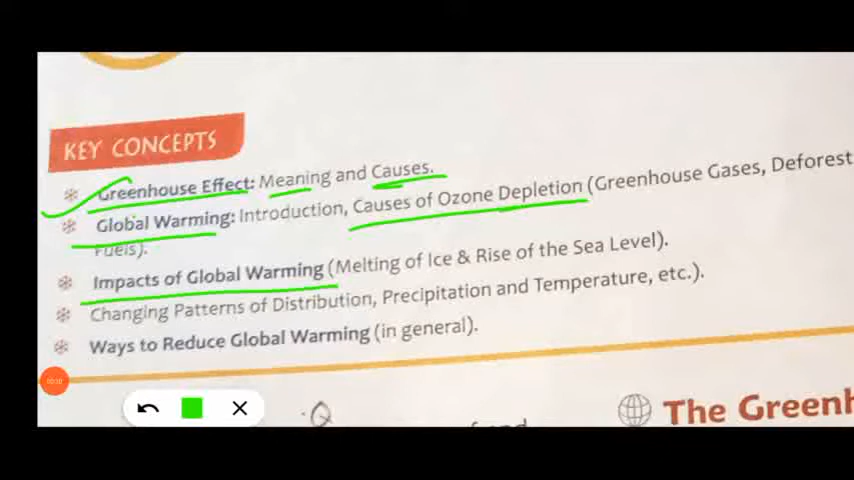 KEY CONCEPTS
Greenhouse Effect: Meaning and Causes.
Global Warming: Introduction, Causes of Ozone Depletion (Greenhouse Gases, Deforest
Fuels).
Impacts of Global Warming (Melting of Ice & Rise of the Sea Level).
Changing Patterns of Distribution, Precipitation and Temperature, etc.).
Ways to Reduce Global Warming (in general).
The Greenh